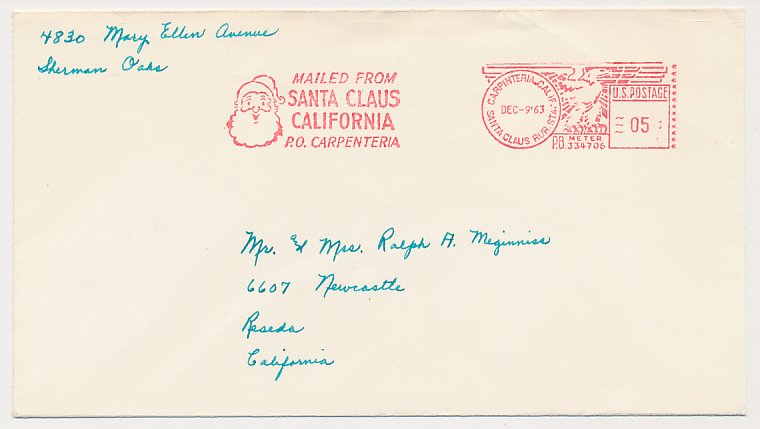 4830 Mary Ellen Avenue
Sherman Oaks
MAILED FROM
SANTA CLAUS
CALIFORNIA
P.O. CARPENTERIA
CARPINTERIA, CALIF.
DEC-9'63
SANTA CLAUS RUR. STA.
U.S. POSTAGE
05
P.B. METER 334706
Mr. & Mrs. Ralph A. Meginniss
6607 Newcastle
Reseda
California